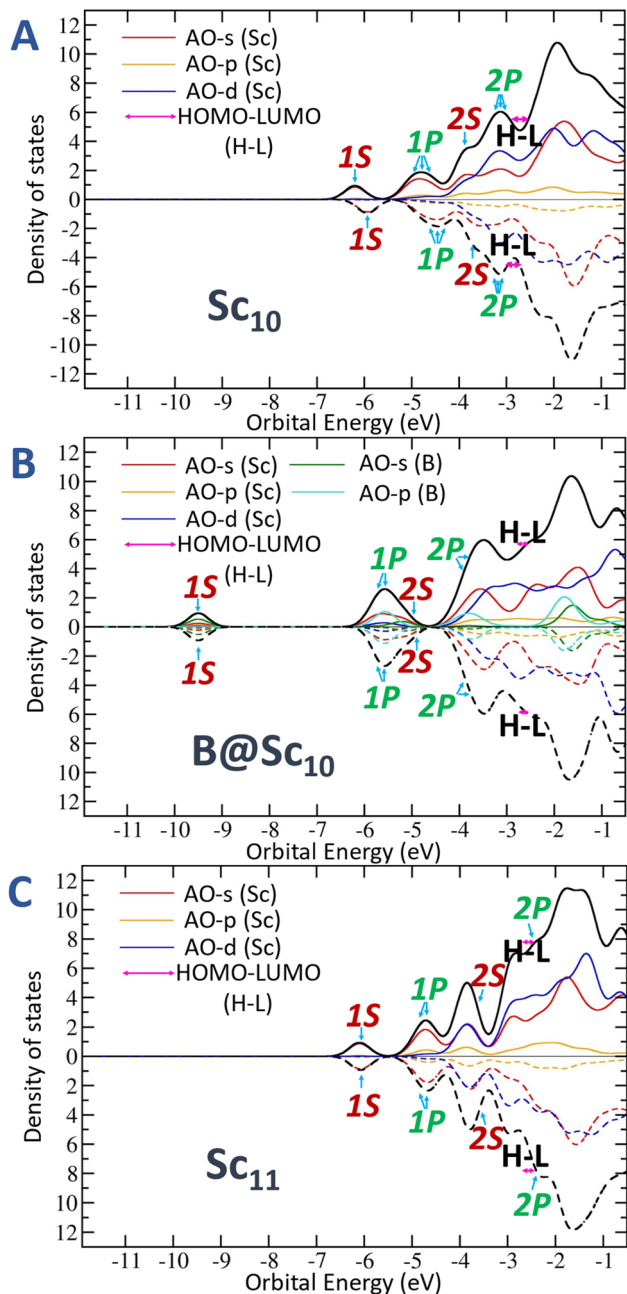 A
12
10
8
6
4
2
0
-2
-4
-6
-8
-10
-12
Density of states
AO-s (Sc)
AO-p (Sc)
AO-d (Sc)
HOMO-LUMO
(H-L)
1S
1P
2S
2P
H-L
1S
1P
2S
2P
H-L
Sc10
-11 -10 -9 -8 -7 -6 -5 -4 -3 -2 -1
Orbital Energy (eV)
B
12
10
8
6
4
2
0
-2
4
6
8
10
12
Density of states
AO-s (Sc)
AO-p (Sc)
AO-d (Sc)
HOMO-LUMO
(H-L)
AO-s (B)
AO-p (B)
1S
1P
2S
2P
H-L
1S
1P
2S
2P
H-L
B@Sc10
-11 -10 -9 -8 -7 -6 -5 -4 -3 -2 -1
Orbital Energy (eV)
C
12
10
8
6
4
2
0
2
4
6
8
10
12
Density of states
AO-s (Sc)
AO-p (Sc)
AO-d (Sc)
HOMO-LUMO
(H-L)
1S
1P
2S
2P
H-L
1S
1P
2S
H-L
2P
Sc11
-11 -10 -9 -8 -7 -6 -5 -4 -3 -2 -1
Orbital Energy (eV)